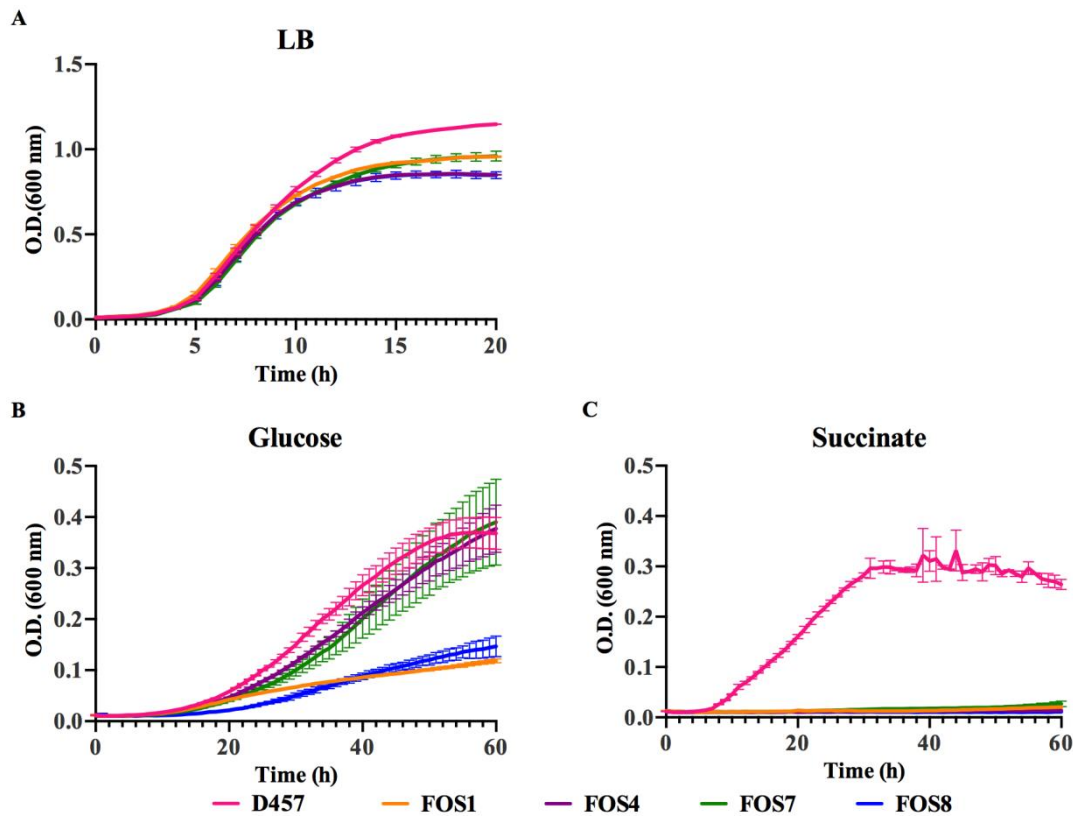 A
LB
1.5
1.0
0.5
0.0
O.D.(600 nm)
0 5 10 15 20
Time (h)
B
Glucose
0.5
0.4
0.3
0.2
0.1
0.0
O.D. (600 nm)
0 20 40 60
Time (h)
C
Succinate
0.5
0.4
0.3
0.2
0.1
0.0
O.D. (600 nm)
0 20 40 60
Time (h)
D457 FOS1 FOS4 FOS7 FOS8